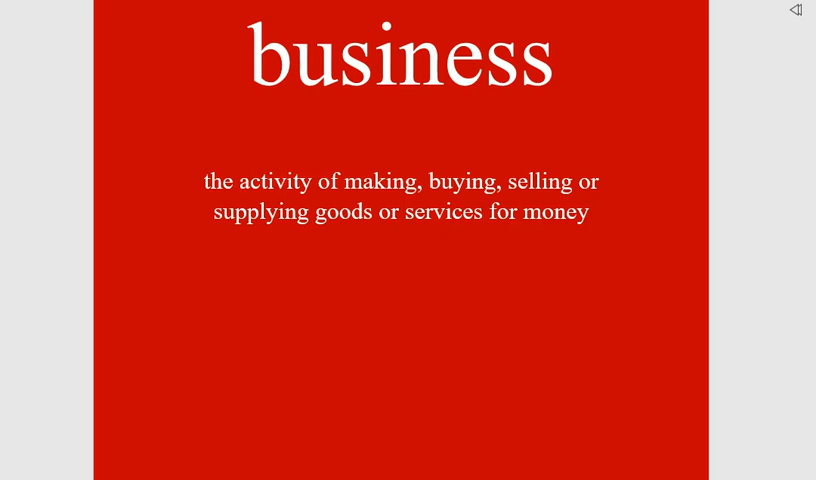 business
the activity of making, buying, selling or
supplying goods or services for money